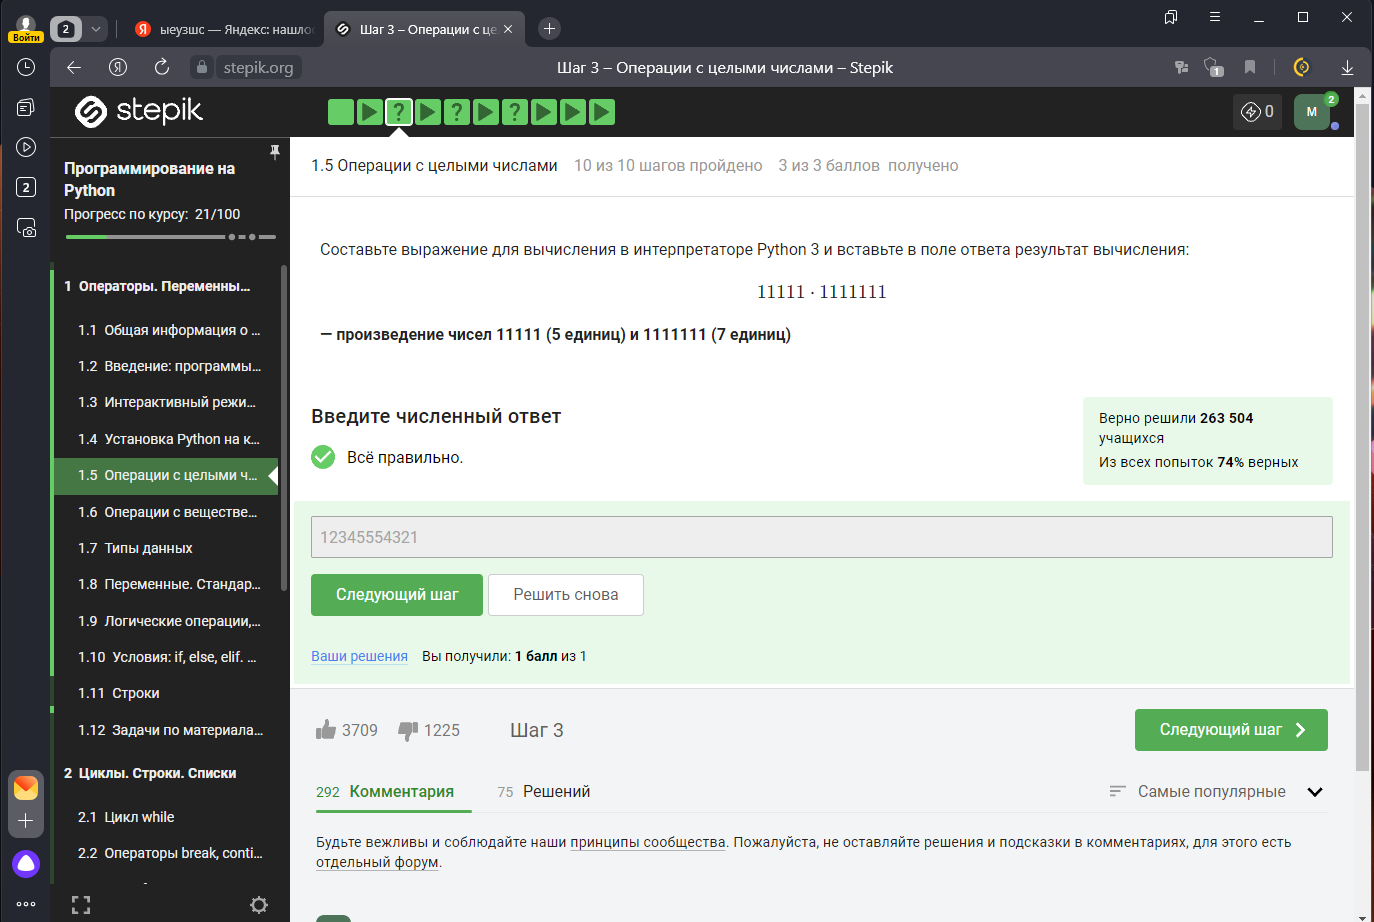 Войти
2
ыеузшс — Яндекс: нашло
Шаг 3 – Операции с це
stepik.org
Шаг 3 – Операции с целыми числами – Stepik
1
2
stepik
0
M
2
Программирование на
Python
Прогресс по курсу: 21/100
1 Операторы. Переменны...
1.1 Общая информация о ...
1.2 Введение: программы...
1.3 Интерактивный режи...
1.4 Установка Python на к...
1.5 Операции с целыми ч...
1.6 Операции с веществе...
1.7 Типы данных
1.8 Переменные. Стандар...
1.9 Логические операции,...
1.10 Условия: if, else, elif. ...
1.11 Строки
1.12 Задачи по материала...
2 Циклы. Строки. Списки
2.1 Цикл while
2.2 Операторы break, conti...
1.5 Операции с целыми числами 10 из 10 шагов пройдено 3 из 3 баллов получено
Составьте выражение для вычисления в интерпретаторе Python 3 и вставьте в поле ответа результат вычисления:
11111 · 1111111
— произведение чисел 11111 (5 единиц) и 1111111 (7 единиц)
Введите численный ответ
Всё правильно.
Верно решили 263 504
учащихся
Из всех попыток 74% верных
12345554321
Следующий шаг
Решить снова
Ваши решения Вы получили: 1 балл из 1
3709 1225 Шаг 3
Следующий шаг
292 Комментария 75 Решений
Самые популярные
Будьте вежливы и соблюдайте наши принципы сообщества. Пожалуйста, не оставляйте решения и подсказки в комментариях, для этого есть
отдельный форум.